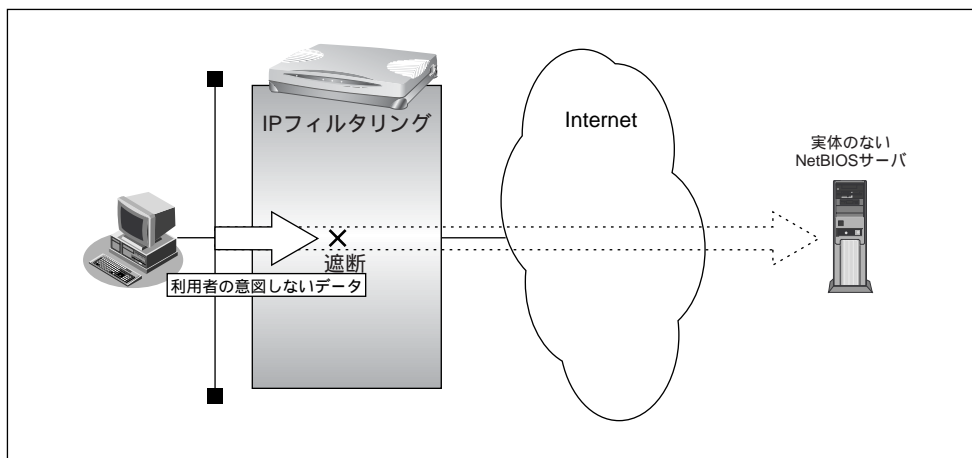 IPフィルタリング
Internet
実体のない
NetBIOSサーバ
遮断
利用者の意図しないデータ